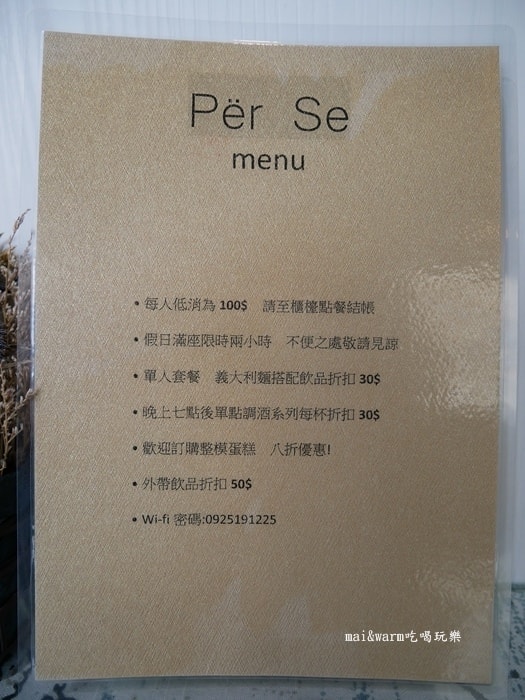 Për Se
menu
• 每人低消為 100$ 請至櫃檯點餐結帳
• 假日滿座限時兩小時 不便之處敬請見諒
• 單人套餐 義大利麵搭配飲品折扣 30$
• 晚上七點後單點調酒系列每杯折扣 30$
• 歡迎訂購整模蛋糕 八折優惠!
• 外帶飲品折扣 50$
• Wi-fi 密碼:0925191225
mai&warm吃喝玩樂